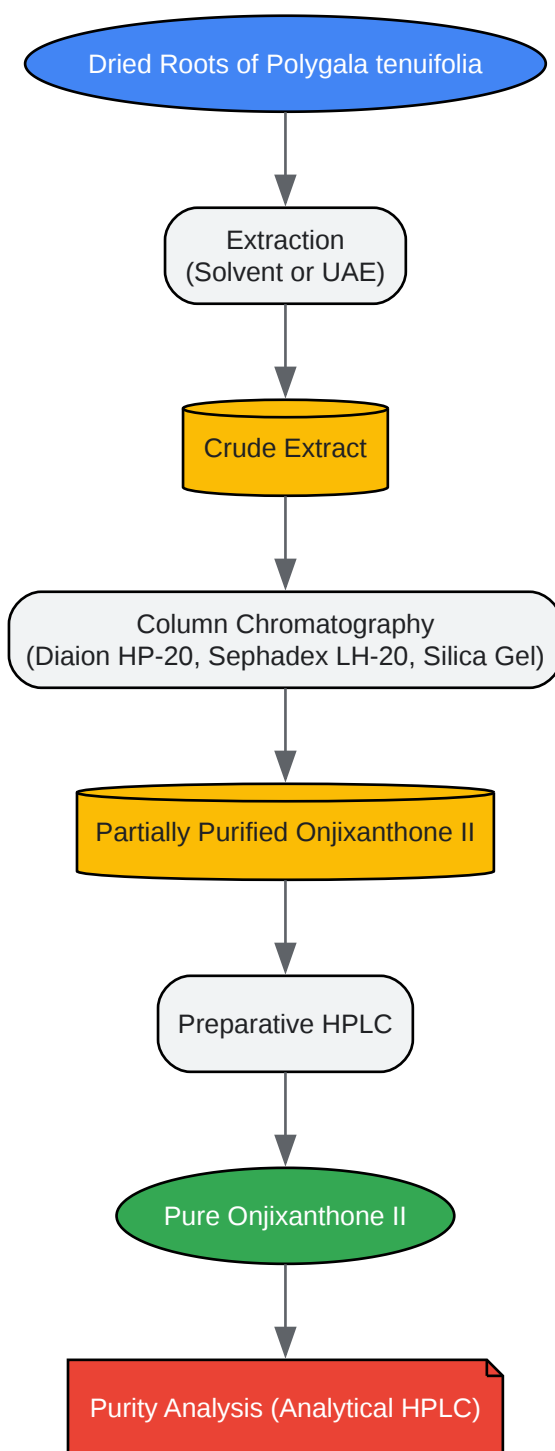 Dried Roots of Polygala tenuifolia
Extraction
(Solvent or UAE)
Crude Extract
Column Chromatography
(Diaion HP-20, Sephadex LH-20, Silica Gel)
Partially Purified Onjixanthone II
Preparative HPLC
Pure Onjixanthone II
Purity Analysis (Analytical HPLC)